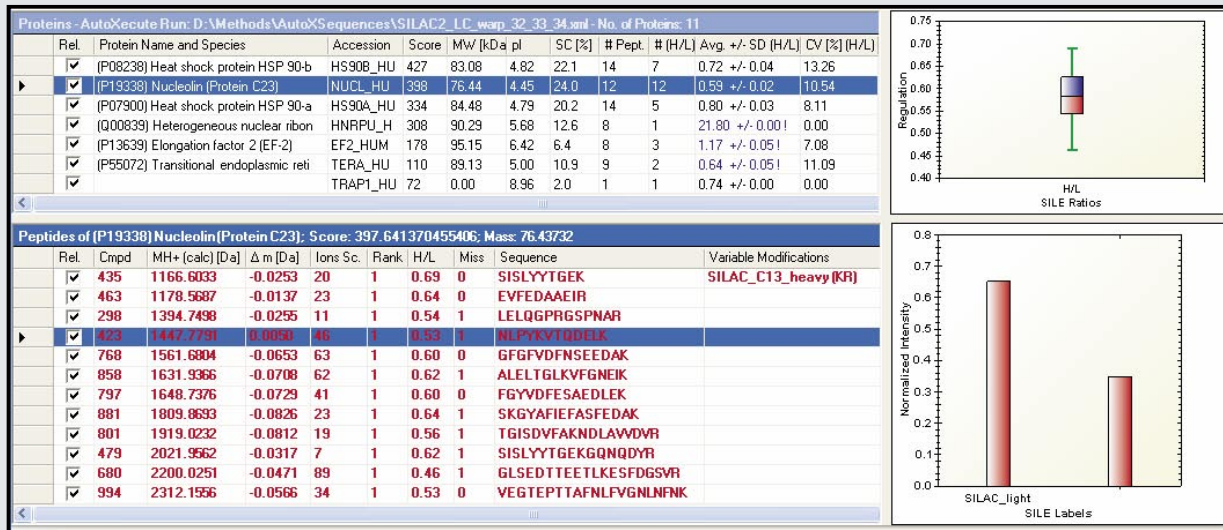 Proteins - AutoXecute Run: D:\Methods\AutoXSequences\SILAC2_LC_warp_32_33_34.xml - No. of Proteins: 11
Rel. Protein Name and Species Accession Score MW [kDa pI SC [%] # Pept. # (H/L) Avg. +/- SD (H/L) CV [%] (H/L)
(P08238) Heat shock protein HSP 90-b HS90B_HU 427 83.08 4.82 22.1 14 7 0.72 +/- 0.04 13.26
(P19338) Nucleolin (Protein C23) NUCL_HU 398 76.44 4.45 24.0 12 12 0.59 +/- 0.02 10.54
(P07900) Heat shock protein HSP 90-a HS90A_HU 334 84.48 4.79 20.2 14 5 0.80 +/- 0.03 8.11
(Q00839) Heterogeneous nuclear ribon HNRPU_H 308 90.29 5.68 12.6 8 1 21.80 +/- 0.00 ! 0.00
(P13639) Elongation factor 2 (EF-2) EF2_HUM 178 95.15 6.42 6.4 8 3 1.17 +/- 0.05 ! 7.08
(P55072) Transitional endoplasmic reti TERA_HU 110 89.13 5.00 10.9 9 2 0.64 +/- 0.05 ! 11.09
TRAP1_HU 72 0.00 8.96 2.0 1 1 0.74 +/- 0.00 0.00
Peptides of (P19338) Nucleolin (Protein C23); Score: 397.641370455406; Mass: 76.43732
Rel. Cmpd MH+ (calc) [Da] Δ m [Da] Ions Sc. Rank H/L Miss Sequence Variable Modifications
435 1166.6033 -0.0253 20 1 0.69 0 SISLYYTGEK SILAC_C13_heavy (KR)
463 1178.5687 -0.0137 23 1 0.64 0 EVFEDAAEIR
298 1394.7498 -0.0255 11 1 0.54 1 LELQGPRGSPNAR
423 1447.7791 0.0050 46 1 0.53 1 NLPYKVTQDELK
768 1561.6804 -0.0653 63 1 0.60 0 GFGFVDFNSEEDAK
858 1631.9366 -0.0708 62 1 0.62 1 ALELTGLKVFGNEIK
797 1648.7376 -0.0729 41 1 0.60 0 FGYVDFESAEDLEK
881 1809.8693 -0.0826 23 1 0.64 1 SKGYAFIEFASFEDAK
801 1919.0232 -0.0812 19 1 0.56 1 TGISDVFAKNDLAVVDVR
479 2021.9562 -0.0317 7 1 0.62 1 SISLYYTGEKGQNQDYR
680 2200.0251 -0.0471 89 1 0.46 1 GLSEDTTEETLKESFDGSVR
994 2312.1556 -0.0566 34 1 0.53 0 VEGTEPTTAFNLFVGNLNFNK
0.75
0.70
0.65
0.60
0.55
0.50
0.45
0.40
Regulation
H/L
SILE Ratios
0.8
0.7
0.6
0.5
0.4
0.3
0.2
0.1
0.0
Normalized Intensity
SILAC_light
SILE Labels